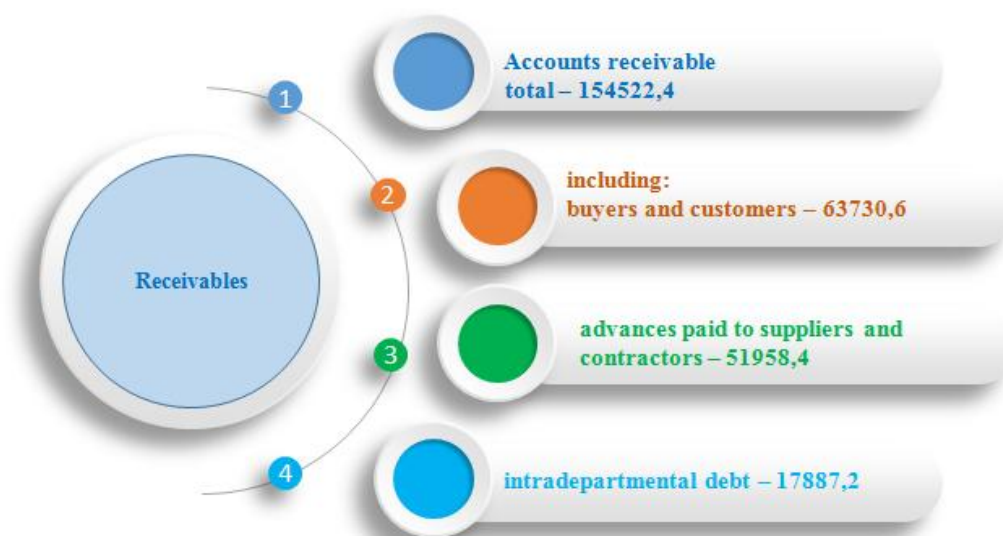 Receivables
1
Accounts receivable
total – 154522,4
2
including:
buyers and customers – 63730,6
3
advances paid to suppliers and
contractors – 51958,4
4
intradepartmental debt – 17887,2